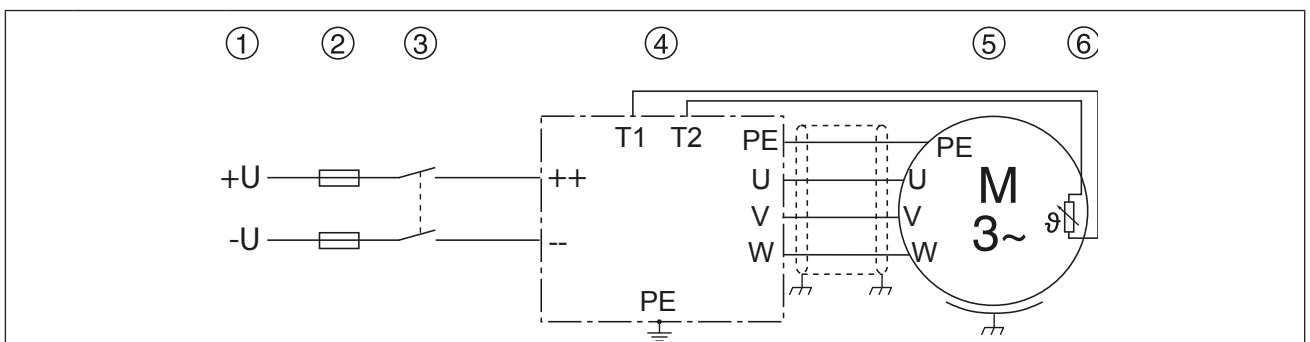 ① ② ③ ④ ⑤ ⑥
T1 T2 PE PE
+U ++ U U M
V V 3~ ϑ
-U -- W W
PE